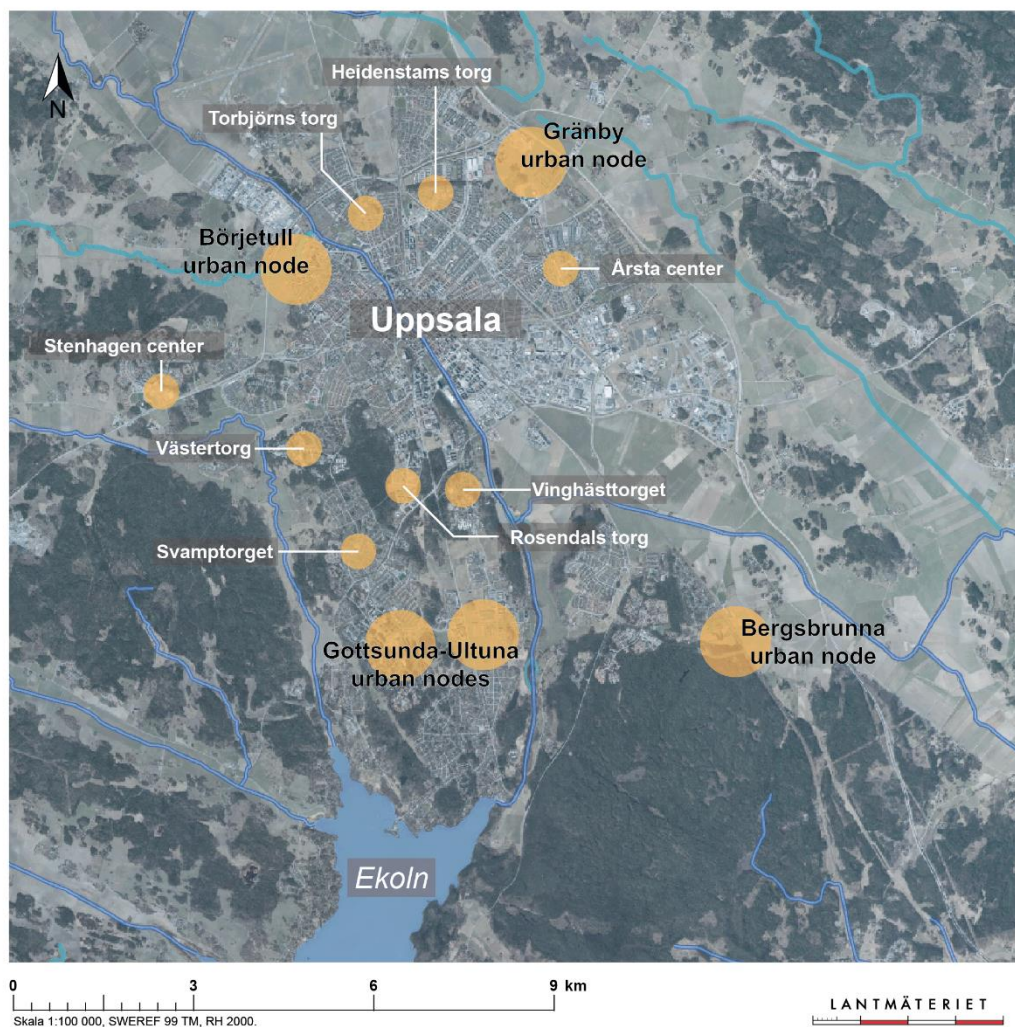 Heidenstams torg
Torbjörns torg
N
Gränby
urban node
Börjetull
urban node
Årsta center
Uppsala
Stenhagen center
Västertorg
Vinghästtorget
Rosendals torg
Svamptorget
Gottsunda-Ultuna
urban nodes
Bergsbrunna
urban node
Ekoln
0 3 6 9 km
Skala 1:100 000, SWEREF 99 TM, RH 2000.
LANTMÄTERIET